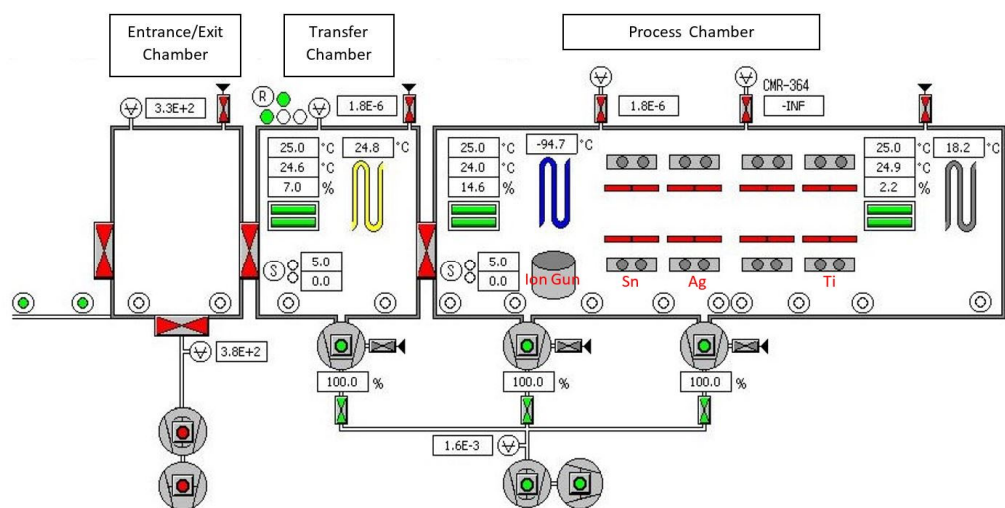 Entrance/Exit
Chamber
Transfer
Chamber
Process Chamber
3.3E+2
R
1.8E-6
1.8E-6
CMR-364
-INF
25.0 °C
24.6 °C
7.0 %
24.8 °C
25.0 °C
24.0 °C
14.6 %
-94.7 °C
25.0 °C
24.9 °C
2.2 %
18.2 °C
S
5.0
0.0
S
5.0
0.0
Ion Gun
Sn
Ag
Ti
3.8E+2
100.0 %
100.0 %
100.0 %
1.6E-3